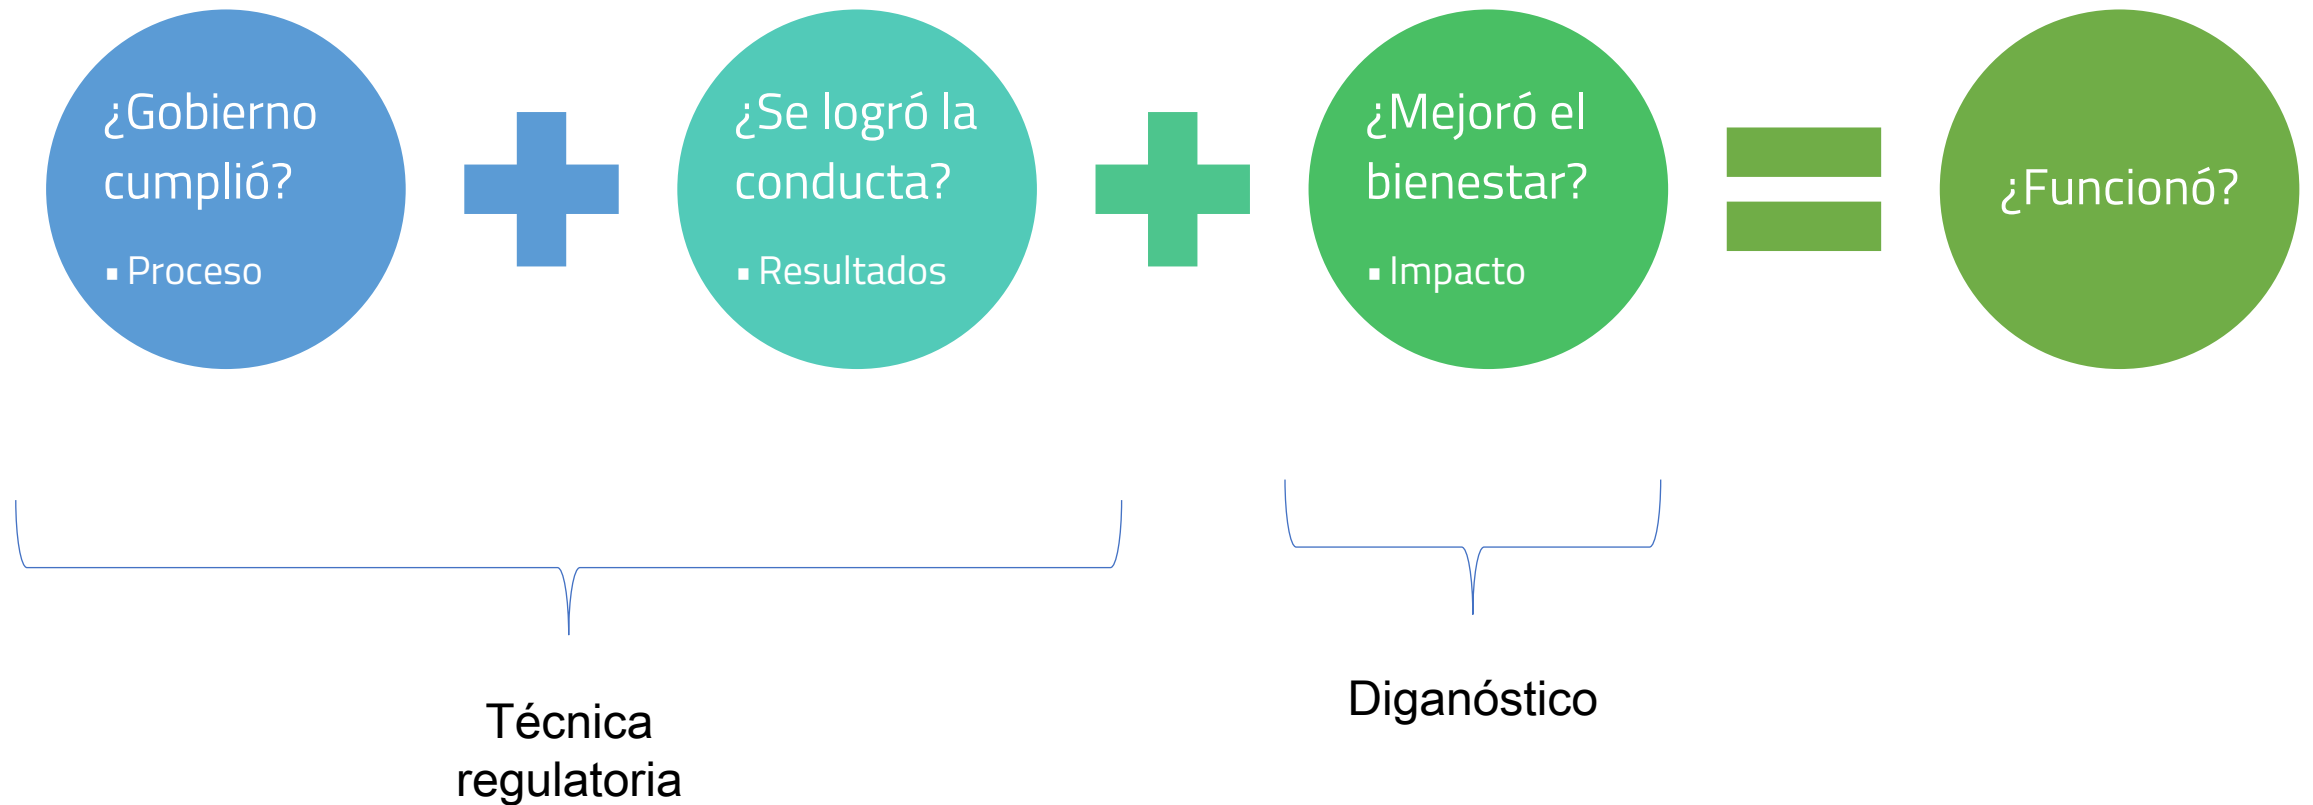 ¿Gobierno
cumplió?
▪ Proceso
¿Se logró la
conducta?
▪ Resultados
¿Mejoró el
bienestar?
▪ Impacto
¿Funcionó?
Técnica
regulatoria
Diganóstico